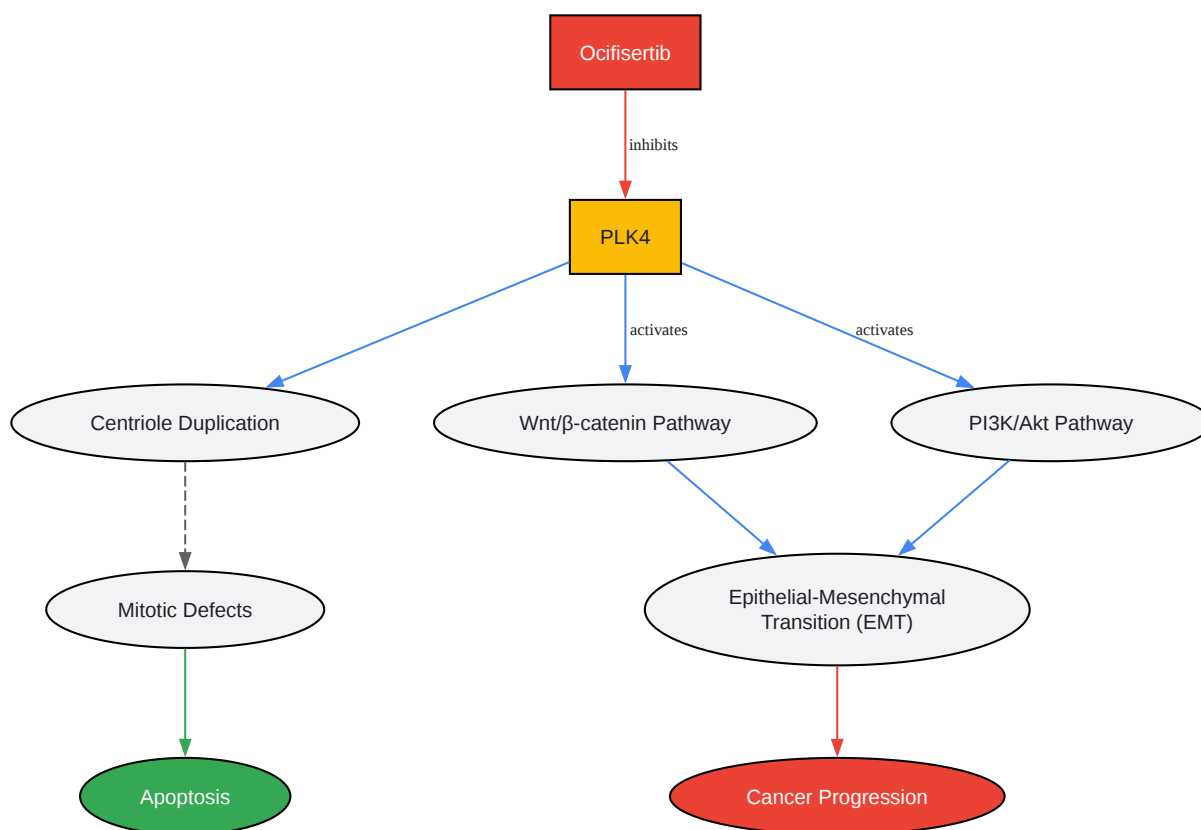 Ocifisertib
inhibits
PLK4
activates
activates
Centriole Duplication
Wnt/β-catenin Pathway
PI3K/Akt Pathway
Mitotic Defects
Epithelial-Mesenchymal
Transition (EMT)
Apoptosis
Cancer Progression